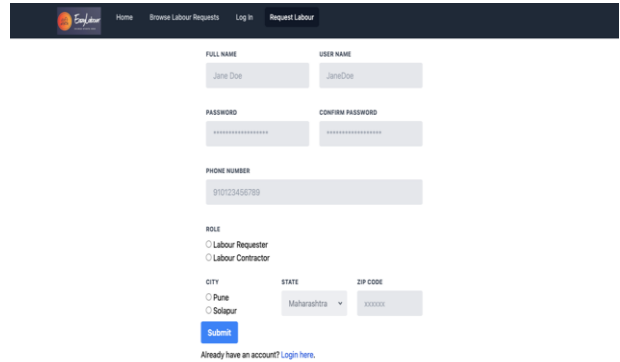 EasyLabour
Home Browse Labour Requests Log In Request Labour
FULL NAME USER NAME
Jane Doe JaneDoe
PASSWORD CONFIRM PASSWORD
****************** ******************
PHONE NUMBER
910123456789
ROLE
Labour Requester
Labour Contractor
CITY STATE ZIP CODE
Pune Maharashtra xxxxxx
Solapur
Submit
Already have an account? Login here.